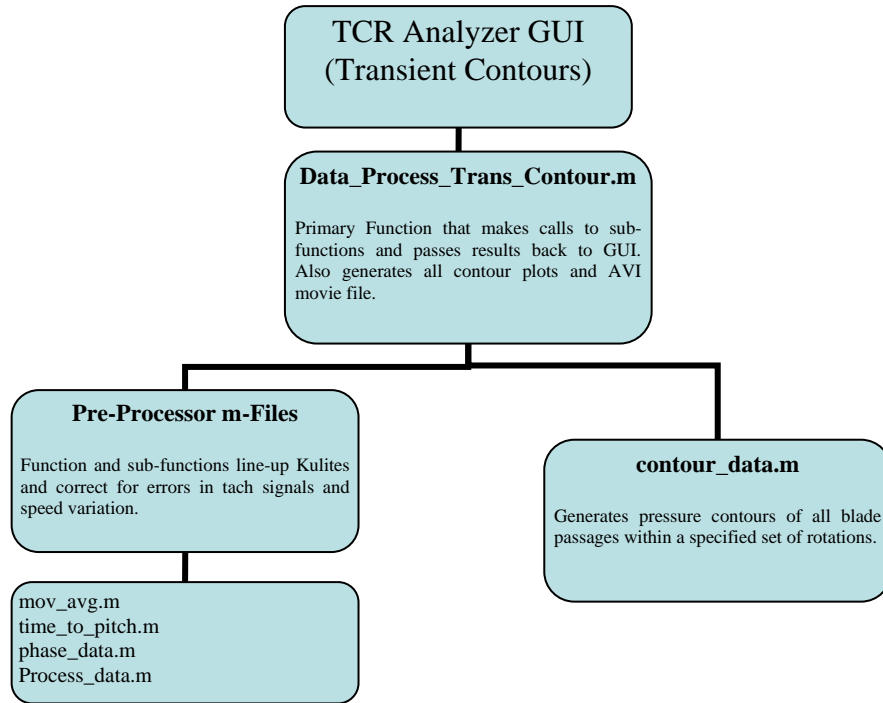 TCR Analyzer GUI
(Transient Contours)
Data_Process_Trans_Contour.m
Primary Function that makes calls to sub-
functions and passes results back to GUI.
Also generates all contour plots and AVI
movie file.
Pre-Processor m-Files
Function and sub-functions line-up Kulites
and correct for errors in tach signals and
speed variation.
contour_data.m
Generates pressure contours of all blade
passages within a specified set of rotations.
mov_avg.m
time_to_pitch.m
phase_data.m
Process_data.m